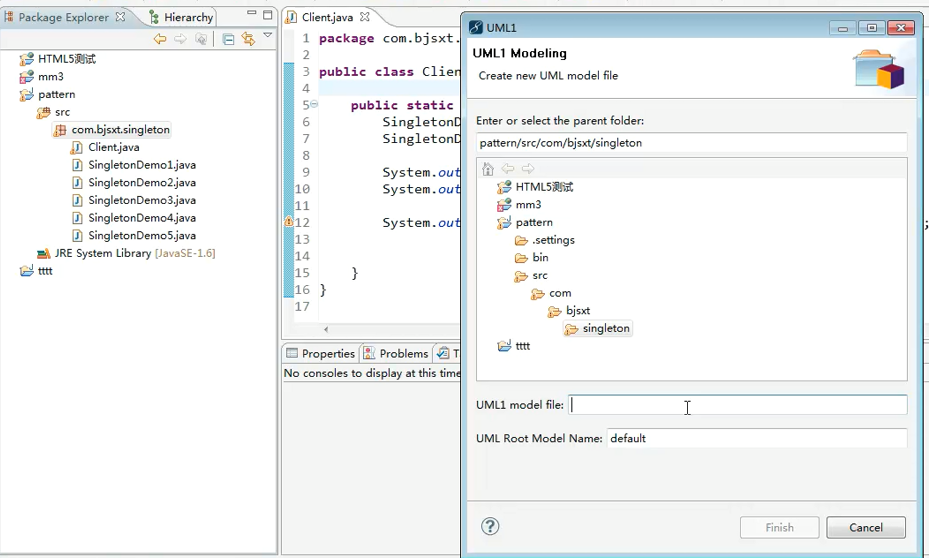 Package Explorer
Hierarchy
HTML5测试
mm3
pattern
src
com.bjsxt.singleton
Client.java
SingletonDemo1.java
SingletonDemo2.java
SingletonDemo3.java
SingletonDemo4.java
SingletonDemo5.java
JRE System Library [JavaSE-1.6]
tttt
Client.java
1 package com.bjsxt.
2
3 public class Clien
4
5 public static
6 SingletonD
7 SingletonD
8
9 System.out
10 System.out
11
12 System.out
;
13
14
15 }
16 }
17
Properties
Problems
No consoles to display at this time
UML1
UML1 Modeling
Create new UML model file
Enter or select the parent folder:
pattern/src/com/bjsxt/singleton
HTML5测试
mm3
pattern
.settings
bin
src
com
bjsxt
singleton
tttt
UML1 model file:
UML Root Model Name: default
?
Finish
Cancel